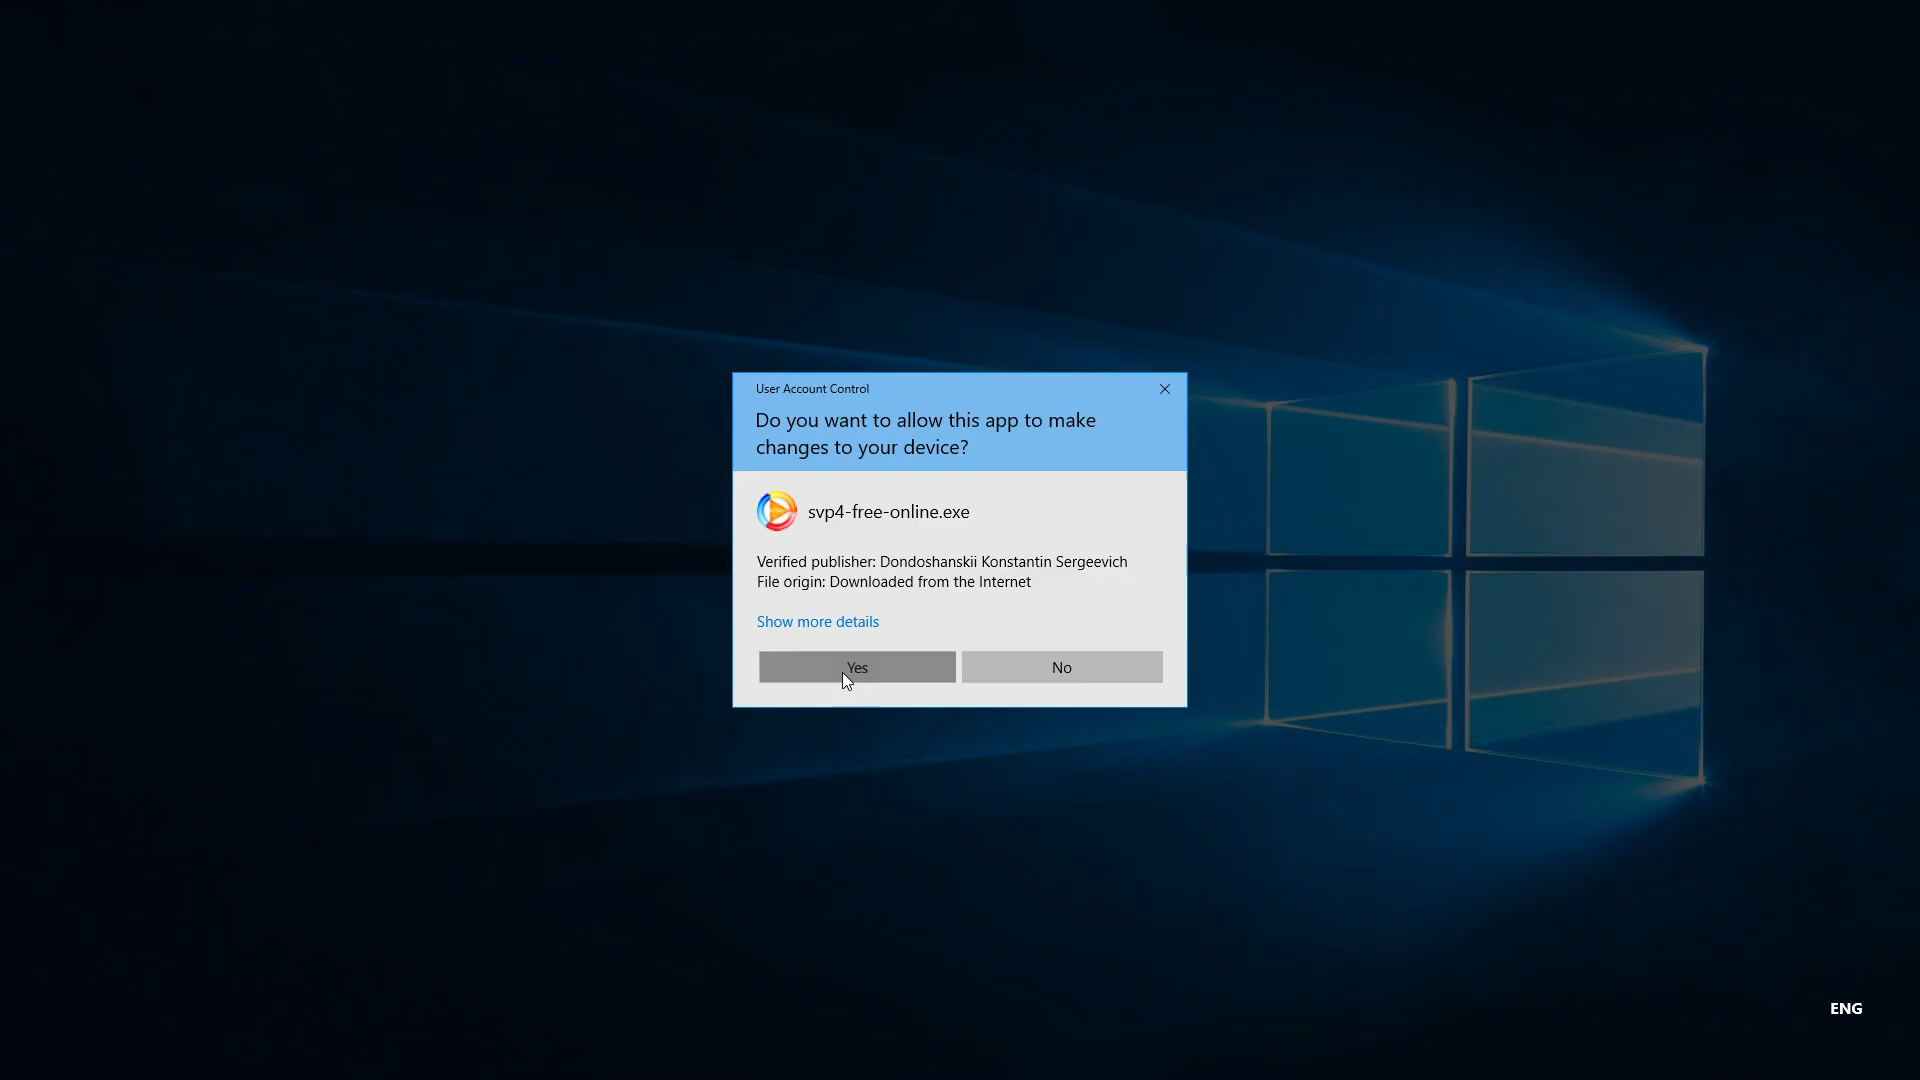 User Account Control
Do you want to allow this app to make
changes to your device?
svp4-free-online.exe
Verified publisher: Dondoshanskii Konstantin Sergeevich
File origin: Downloaded from the Internet
Show more details
Yes
No
ENG